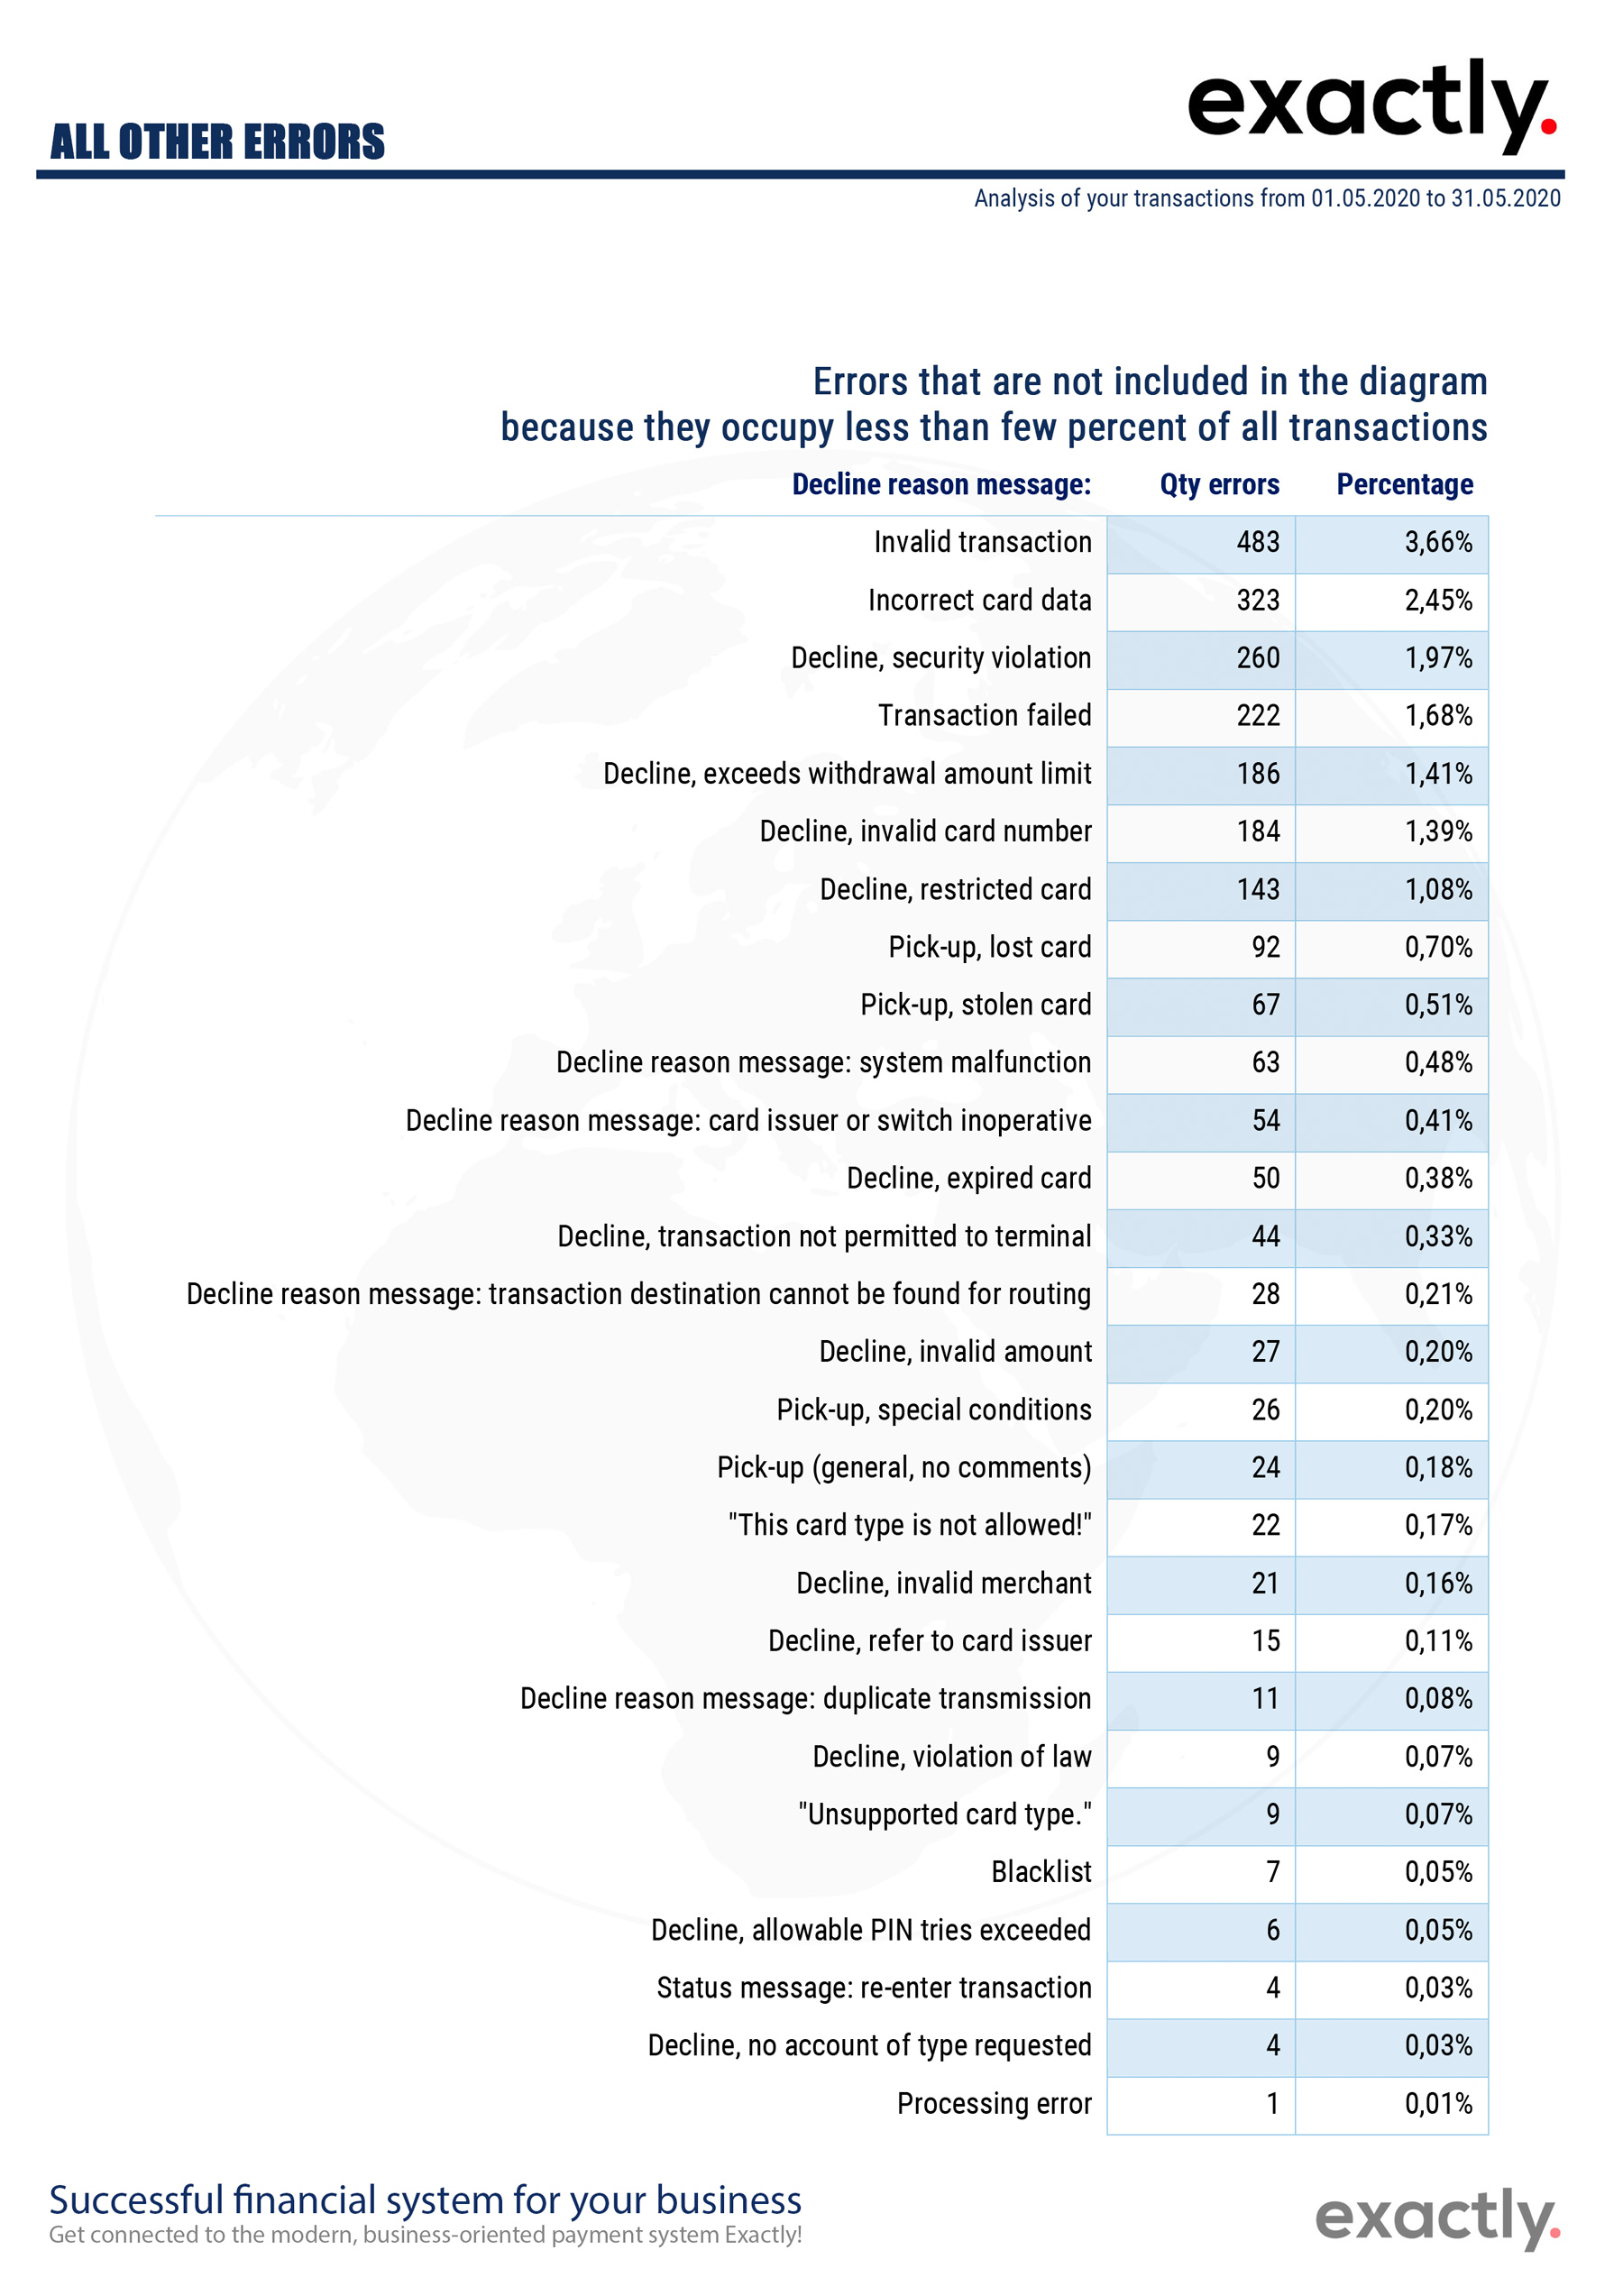 exactly.
ALL OTHER ERRORS
Analysis of your transactions from 01.05.2020 to 31.05.2020
Errors that are not included in the diagram
because they occupy less than few percent of all transactions
Decline reason message: Qty errors Percentage
Invalid transaction 483 3,66%
Incorrect card data 323 2,45%
Decline, security violation 260 1,97%
Transaction failed 222 1,68%
Decline, exceeds withdrawal amount limit 186 1,41%
Decline, invalid card number 184 1,39%
Decline, restricted card 143 1,08%
Pick-up, lost card 92 0,70%
Pick-up, stolen card 67 0,51%
Decline reason message: system malfunction 63 0,48%
Decline reason message: card issuer or switch inoperative 54 0,41%
Decline, expired card 50 0,38%
Decline, transaction not permitted to terminal 44 0,33%
Decline reason message: transaction destination cannot be found for routing 28 0,21%
Decline, invalid amount 27 0,20%
Pick-up, special conditions 26 0,20%
Pick-up (general, no comments) 24 0,18%
"This card type is not allowed!" 22 0,17%
Decline, invalid merchant 21 0,16%
Decline, refer to card issuer 15 0,11%
Decline reason message: duplicate transmission 11 0,08%
Decline, violation of law 9 0,07%
"Unsupported card type." 9 0,07%
Blacklist 7 0,05%
Decline, allowable PIN tries exceeded 6 0,05%
Status message: re-enter transaction 4 0,03%
Decline, no account of type requested 4 0,03%
Processing error 1 0,01%
Successful financial system for your business
Get connected to the modern, business-oriented payment system Exactly!
exactly.